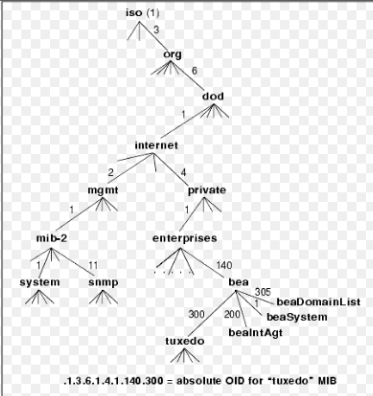 iso (1)
3
org
6
dod
1
internet
2 4
mgmt private
1 1
mib-2 enterprises
1 11 140
system snmp bea
305
beaDomainList
300 200 1
beaSystem
beaIntAgt
tuxedo
.1.3.6.1.4.1.140.300 = absolute OID for “tuxedo” MIB